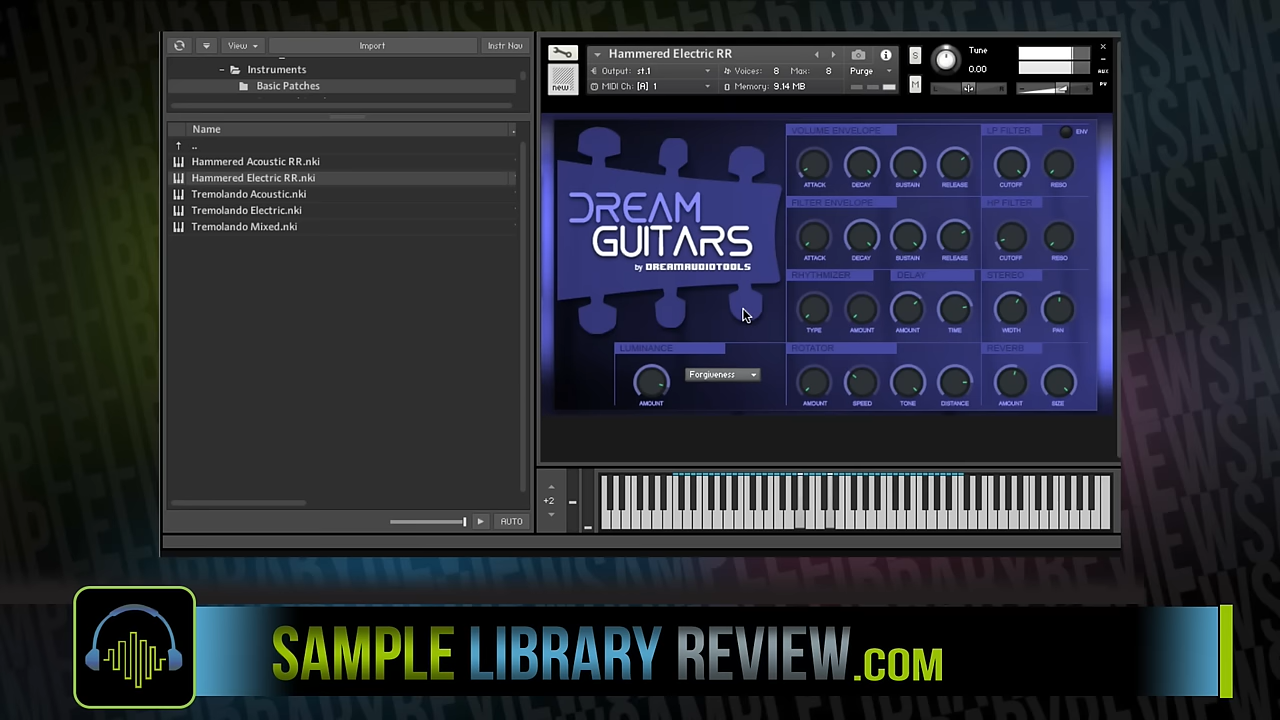 View
Import
Instr Nav
Instruments
Basic Patches
Name
..
Hammered Acoustic RR.nki
Hammered Electric RR.nki
Tremolando Acoustic.nki
Tremolando Electric.nki
Tremolando Mixed.nki
AUTO
new
Hammered Electric RR
Output: st.1
Voices: 8 Max: 8
Purge
MIDI Ch: [A] 1
Memory: 9.14 MB
S
M
Tune
0.00
L
R
AUX
PV
DREAM
GUITARS
by DREAMAUDIOTOOLS
VOLUME ENVELOPE
ATTACK DECAY SUSTAIN RELEASE
LP FILTER
ENV
CUTOFF RESO
FILTER ENVELOPE
ATTACK DECAY SUSTAIN RELEASE
HP FILTER
CUTOFF RESO
RHYTHMIZER
TYPE AMOUNT
DELAY
AMOUNT TIME
STEREO
WIDTH PAN
LUMINANCE
AMOUNT
Forgiveness
ROTATOR
AMOUNT SPEED TONE DISTANCE
REVERB
AMOUNT SIZE
+2
SAMPLE LIBRARY REVIEW.COM